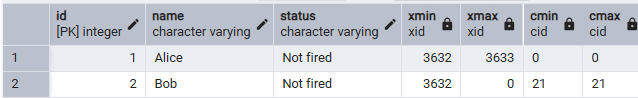 id name status xmin xmax cmin cmax
[PK] integer character varying character varying xid xid cid cid
1 1 Alice Not fired 3632 3633 0 0
2 2 Bob Not fired 3632 0 21 21